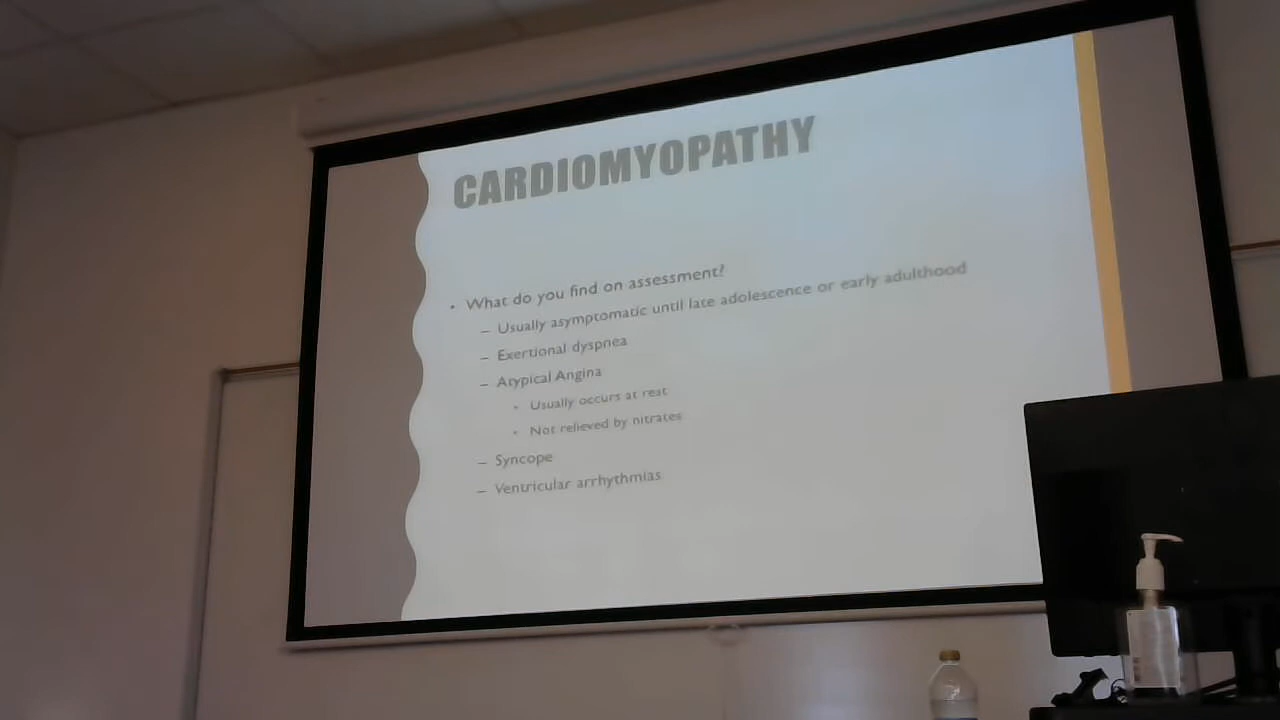 CARDIOMYOPATHY
• What do you find on assessment?
– Usually asymptomatic until late adolescence or early adulthood
– Exertional dyspnea
– Atypical Angina
• Usually occurs at rest
• Not relieved by nitrates
– Syncope
– Ventricular arrhythmias